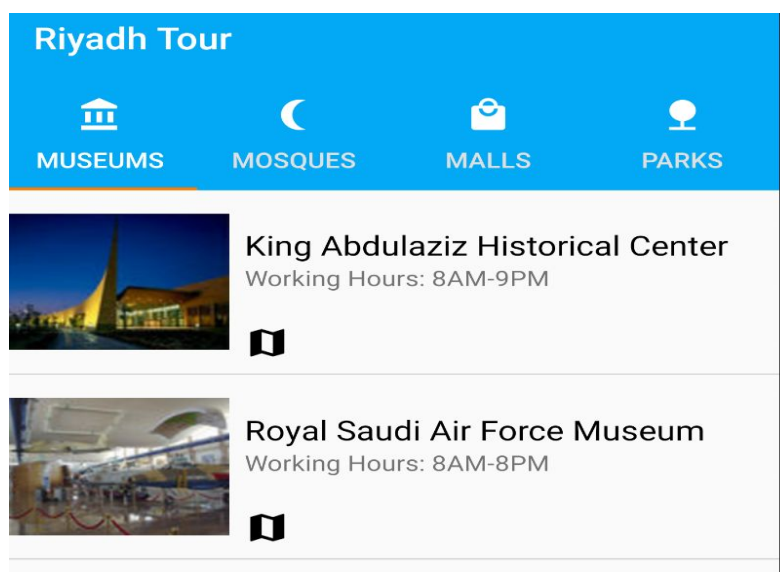 Riyadh Tour
MUSEUMS MOSQUES MALLS PARKS
King Abdulaziz Historical Center
Working Hours: 8AM-9PM
Royal Saudi Air Force Museum
Working Hours: 8AM-8PM